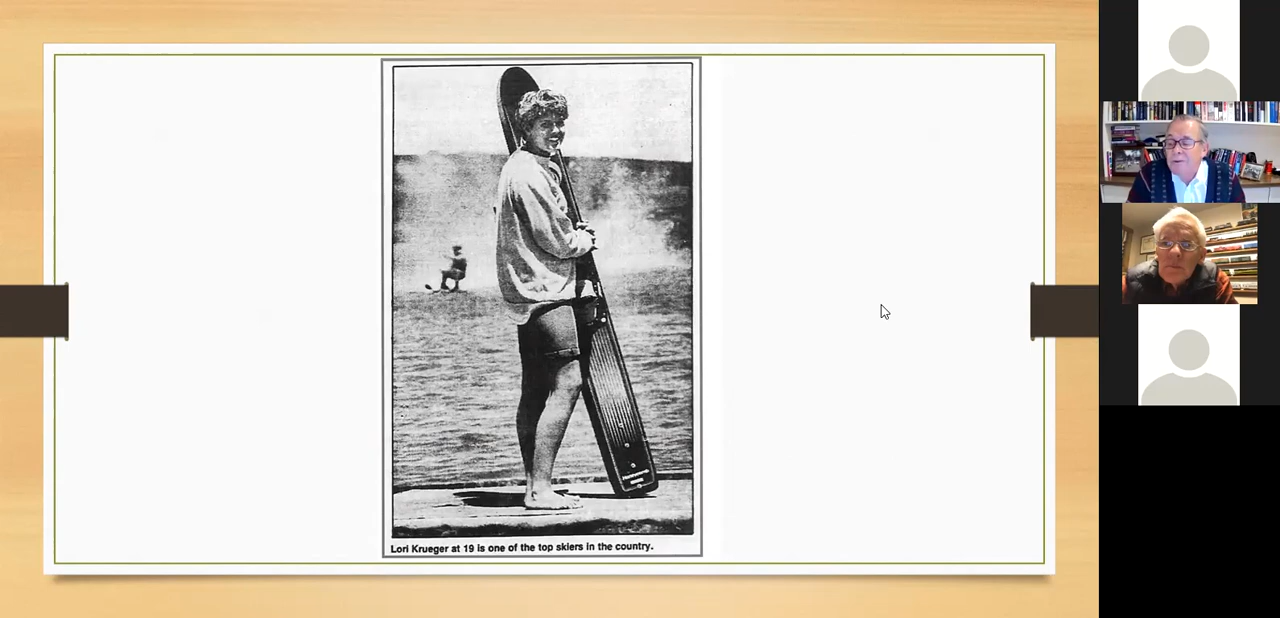 Lori Krueger at 19 is one of the top skiers in the country.